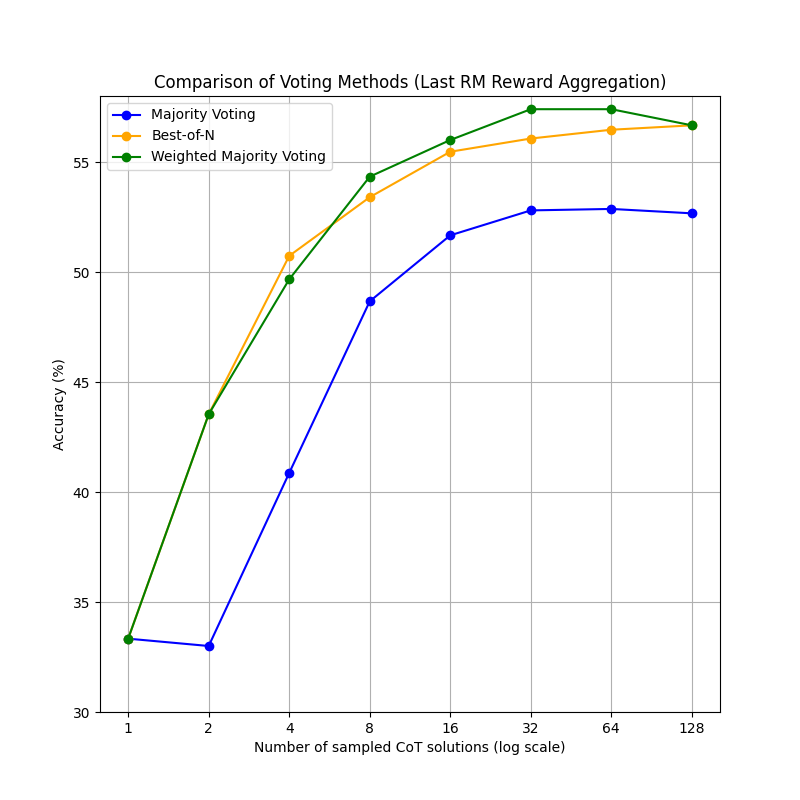 Comparison of Voting Methods (Last RM Reward Aggregation)
Majority Voting
Best-of-N
Weighted Majority Voting
Accuracy (%)
55
50
45
40
35
30
1 2 4 8 16 32 64 128
Number of sampled CoT solutions (log scale)